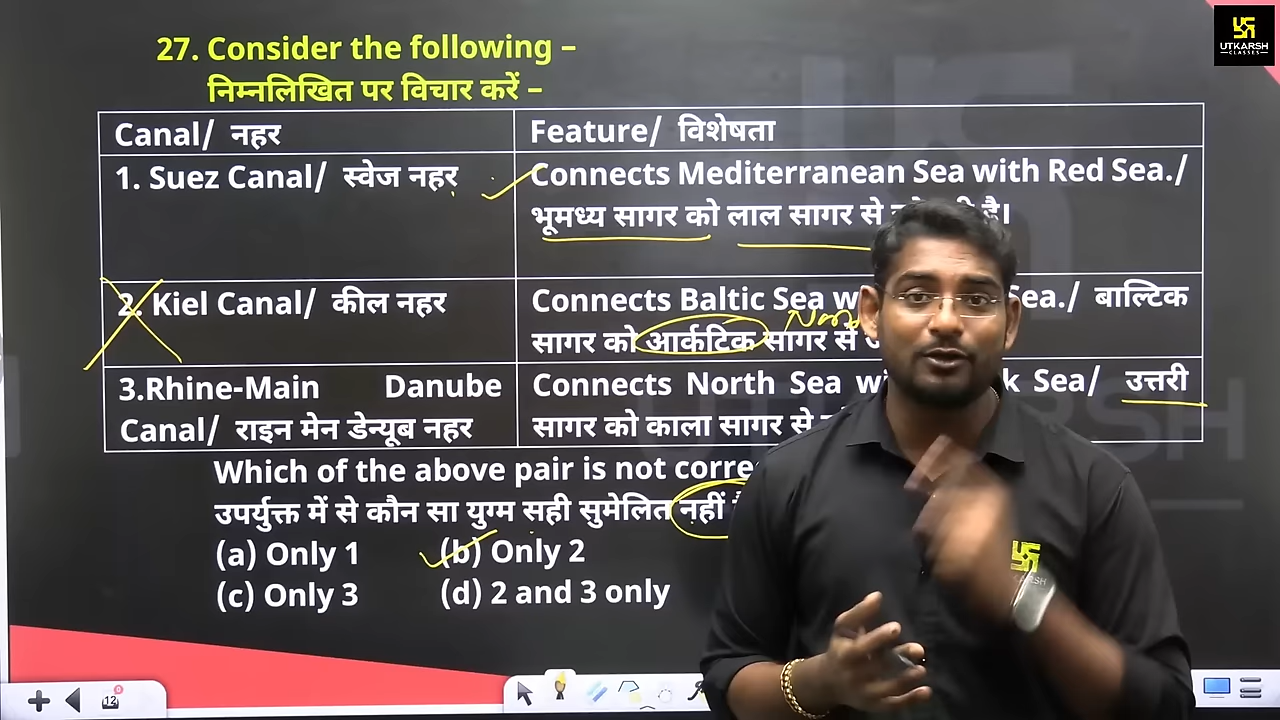 UTKARSH
CLASSES
27. Consider the following –
निम्नलिखित पर विचार करें –
Canal/ नहर
Feature/ विशेषता
1. Suez Canal/ स्वेज नहर
Connects Mediterranean Sea with Red Sea./
भूमध्य सागर को लाल सागर से है।
2. Kiel Canal/ कील नहर
Connects Baltic Sea Sea./ बाल्टिक
सागर को आर्कटिक सागर से
3.Rhine-Main Danube
Canal/ राइन मेन डेन्यूब नहर
Connects North Sea Sea/ उत्तरी
सागर को काला सागर से
Which of the above pair is not
उपर्युक्त में से कौन सा युग्म सही सुमेलित नहीं
(a) Only 1 (b) Only 2
(c) Only 3 (d) 2 and 3 only
12